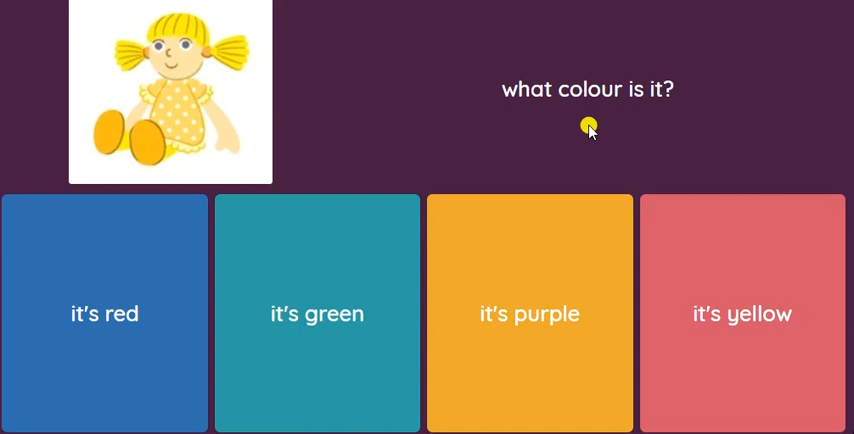 what colour is it?
it's red
it's green
it's purple
it's yellow